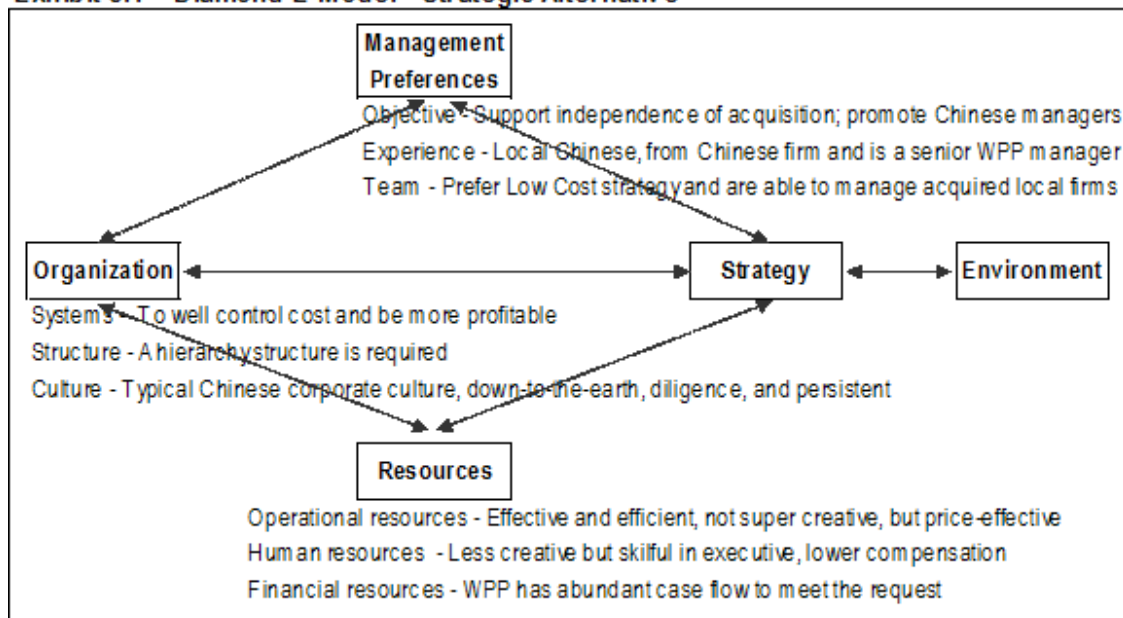 Management
Preferences
Objective - Support independence of acquisition; promote Chinese managers
Experience - Local Chinese, from Chinese firm and is a senior WPP manager
Team - Prefer Low Cost strategy and are able to manage acquired local firms
Organization
Strategy
Environment
Systems - To well control cost and be more profitable
Structure - A hierarchy structure is required
Culture - Typical Chinese corporate culture, down-to-the-earth, diligence, and persistent
Resources
Operational resources - Effective and efficient, not super creative, but price-effective
Human resources - Less creative but skilful in executive, lower compensation
Financial resources - WPP has abundant case flow to meet the request